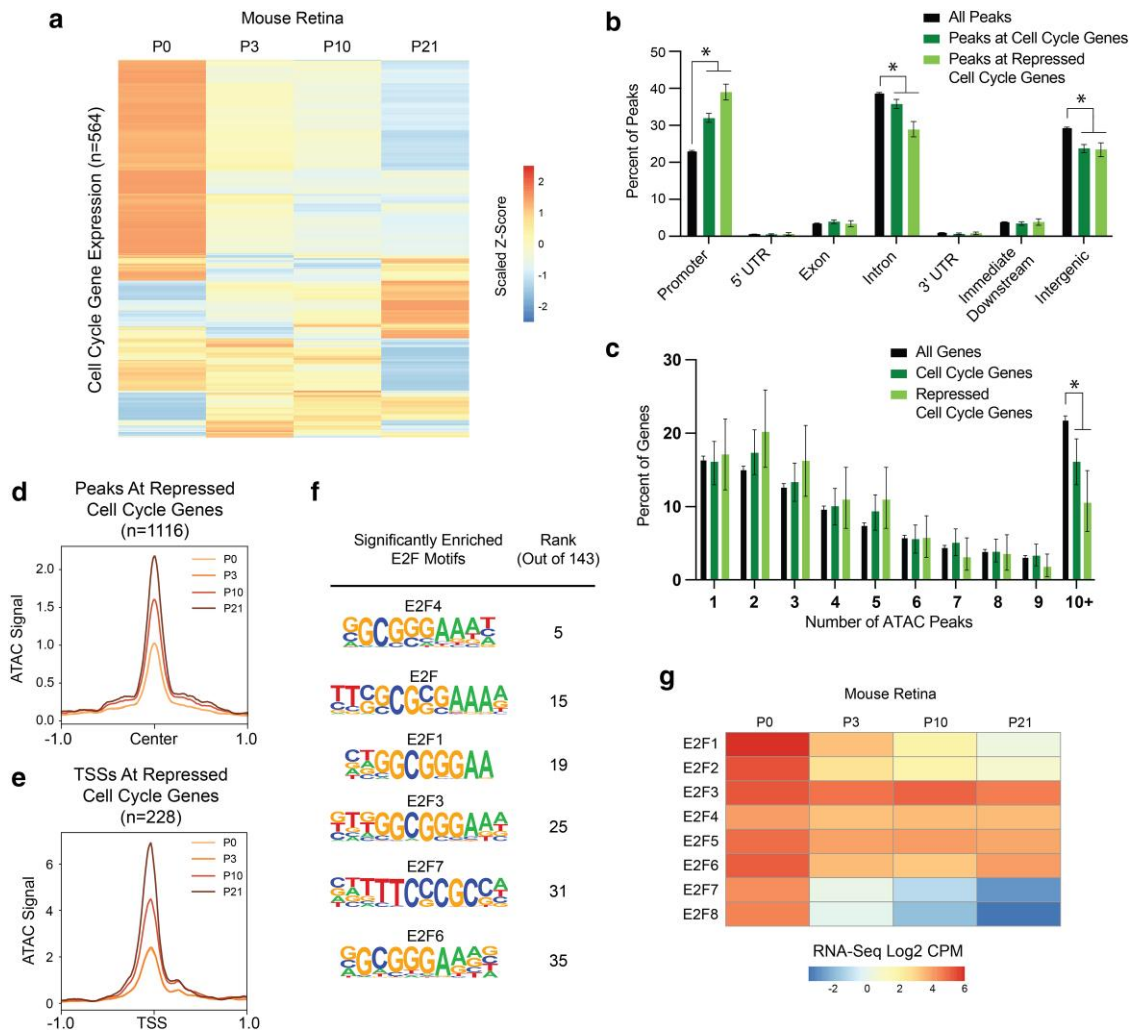 a
Mouse Retina
P0 P3 P10 P21
Cell Cycle Gene Expression (n=564)
2
1
0
-1
-2
Scaled Z-Score
b
All Peaks
Peaks at Cell Cycle Genes
Peaks at Repressed
Cell Cycle Genes
Percent of Peaks
50
40
30
20
10
0
* * *
Promoter
5' UTR
Exon
Intron
3' UTR
Immediate
Downstream
Intergenic
c
All Genes
Cell Cycle Genes
Repressed
Cell Cycle Genes
Percent of Genes
30
20
10
0
*
1 2 3 4 5 6 7 8 9 10+
Number of ATAC Peaks
d
Peaks At Repressed
Cell Cycle Genes
(n=1116)
P0
P3
P10
P21
ATAC Signal
2.0
1.5
1.0
0.5
0.0
-1.0 Center 1.0
e
TSSs At Repressed
Cell Cycle Genes
(n=228)
P0
P3
P10
P21
ATAC Signal
6
4
2
0
-1.0 TSS 1.0
f
Significantly Enriched
E2F Motifs
Rank
(Out of 143)
E2F4
GGCGGGAAAT
5
E2F
TTCGCGCGAAAA
15
E2F1
CTGGCGGGAA
19
E2F3
GTTGGCGGGAAA
25
E2F7
CTTTTCCCGCCA
31
E2F6
GGCGGGAAAG
35
g
Mouse Retina
P0 P3 P10 P21
E2F1
E2F2
E2F3
E2F4
E2F5
E2F6
E2F7
E2F8
RNA-Seq Log2 CPM
-2 0 2 4 6